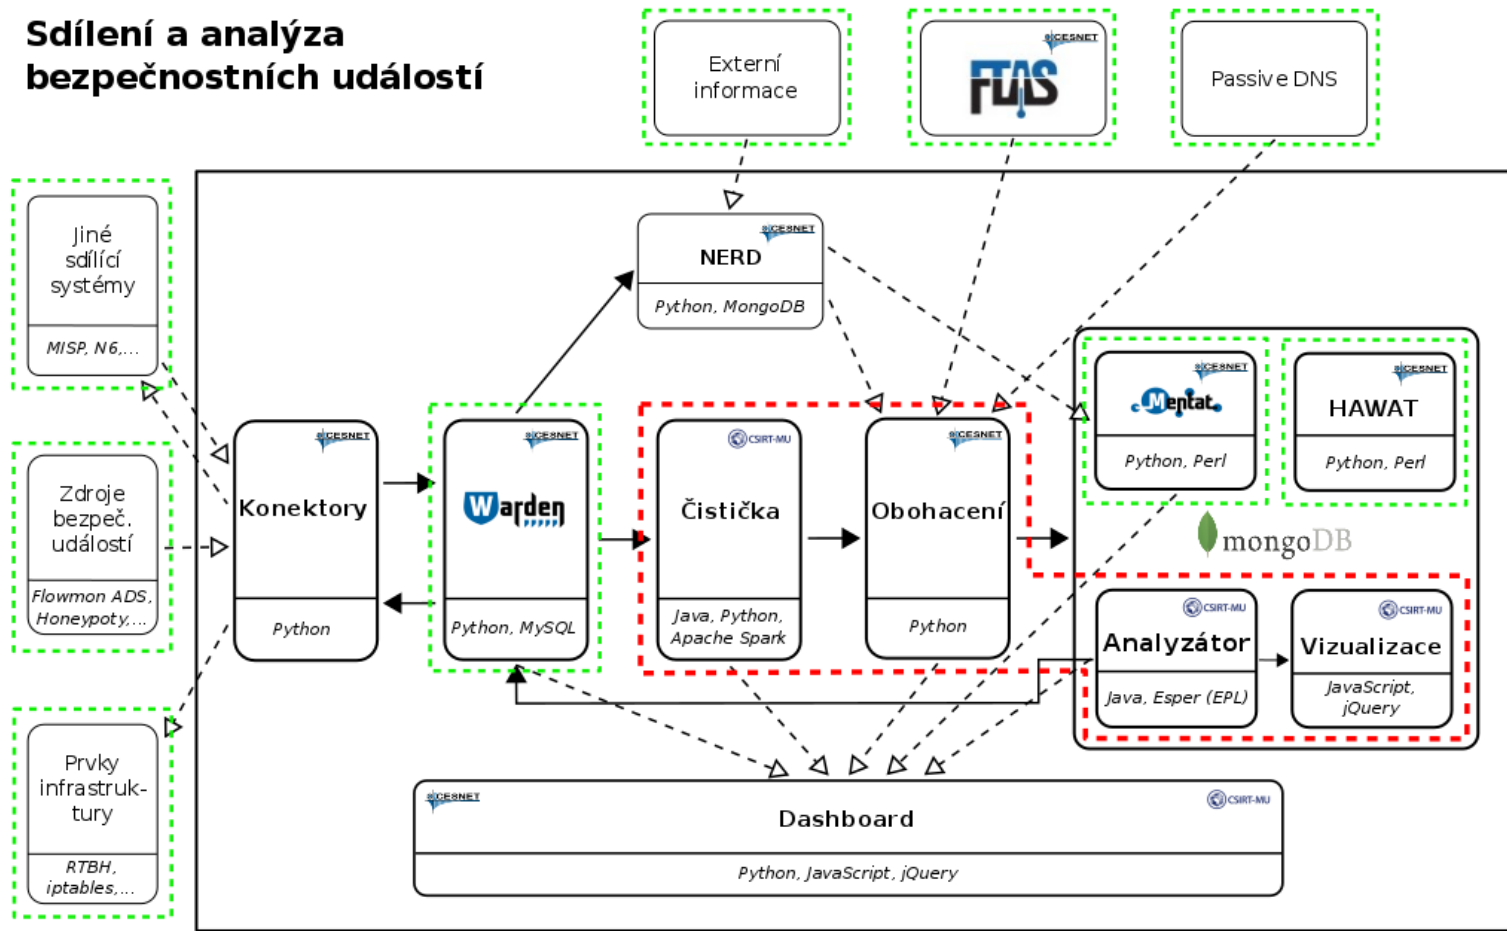 Sdílení a analýza
bezpečnostních událostí
Externí
informace
CESNET
FTAS
Passive DNS
Jiné
sdílící
systémy
MISP, N6,...
CESNET
NERD
Python, MongoDB
Zdroje
bezpeč.
událostí
Flowmon ADS,
Honeypoty,...
CESNET
Konektory
Python
CESNET
Warden
Python, MySQL
CSIRT-MU
Čistička
Java, Python,
Apache Spark
CESNET
Obohacení
Python
CESNET
Mentat
Python, Perl
CESNET
HAWAT
Python, Perl
mongoDB
CSIRT-MU
Analyzátor
Java, Esper (EPL)
CSIRT-MU
Vizualizace
JavaScript,
jQuery
Prvky
infrastruk-
tury
RTBH,
iptables,...
CESNET
CSIRT-MU
Dashboard
Python, JavaScript, jQuery